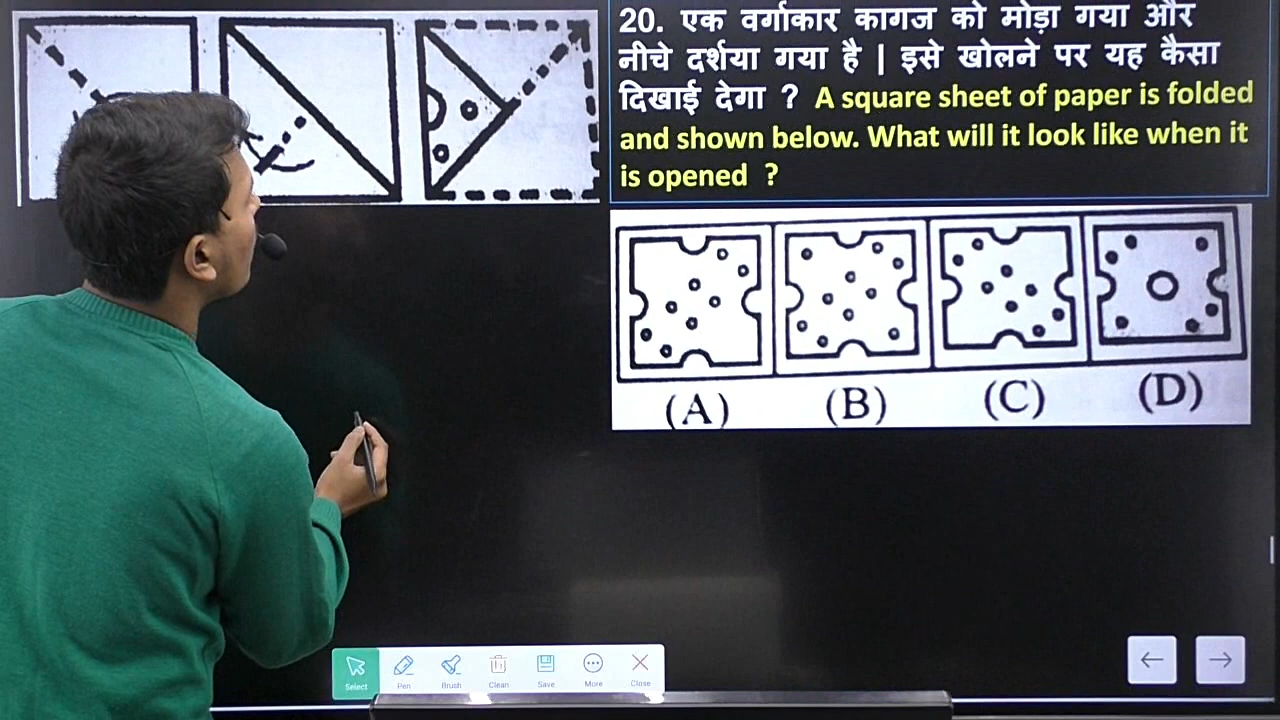 20. एक वर्गाकार कागज को मोड़ा गया और
नीचे दर्शया गया है | इसे खोलने पर यह कैसा
दिखाई देगा ? A square sheet of paper is folded
and shown below. What will it look like when it
is opened ?
(A) (B) (C) (D)
Select Pen Brush Clean Save More Close